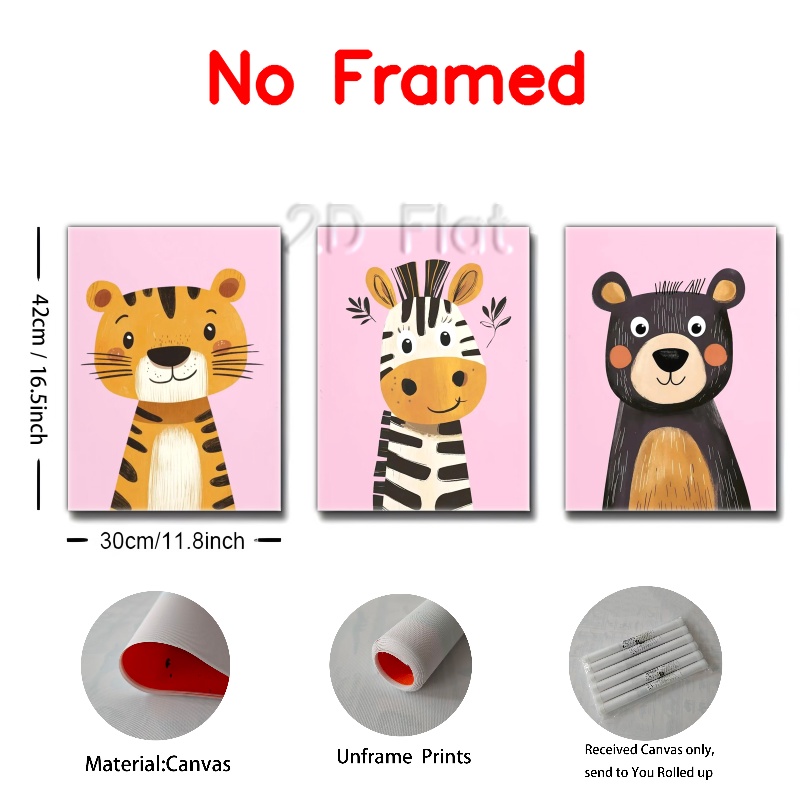 No Framed
2.D Flat
42cm / 16.5inch
30cm/11.8inch
Material:Canvas
Unframe Prints
Received Canvas only,
send to You Rolled up